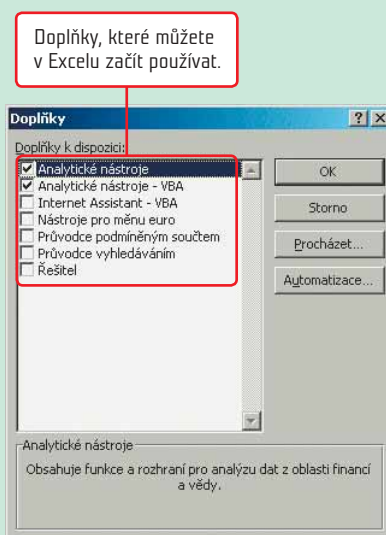 Doplňky, které můžete
v Excelu začít používat.
Doplňky
Doplňky k dispozici:
Analytické nástroje
Analytické nástroje - VBA
Internet Assistant - VBA
Nástroje pro měnu euro
Průvodce podmíněným součtem
Průvodce vyhledáváním
Řešitel
OK
Storno
Procházet...
Automatizace...
Analytické nástroje
Obsahuje funkce a rozhraní pro analýzu dat z oblasti financí
a vědy.